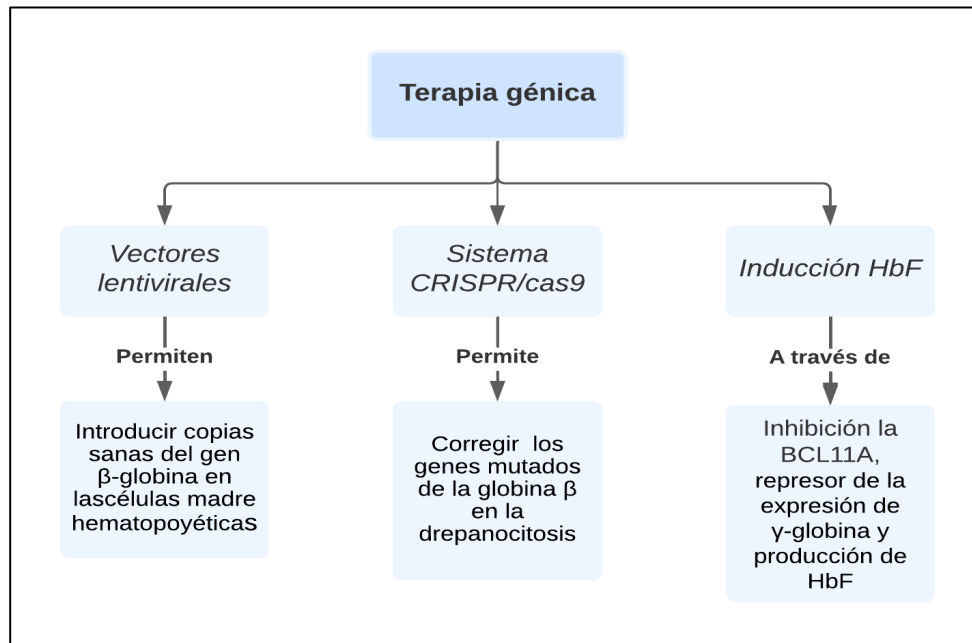 Terapia génica
Vectores
lentivirales
Sistema
CRISPR/cas9
Inducción HbF
Permiten
Permite
A través de
Introducir copias
sanas del gen
β-globina en
lascélulas madre
hematopoyéticas
Corregir los
genes mutados
de la globina β
en la
drepanocitosis
Inhibición la
BCL11A,
represor de la
expresión de
γ-globina y
producción de
HbF